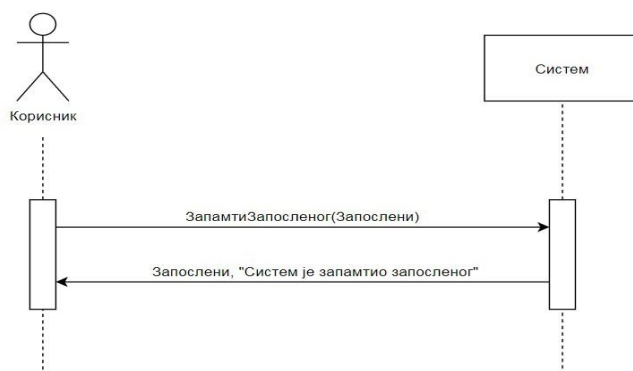 Систем
Корисник
ЗапамтиЗапосленог(Запослени)
Запослени, "Систем је запамтио запосленог"